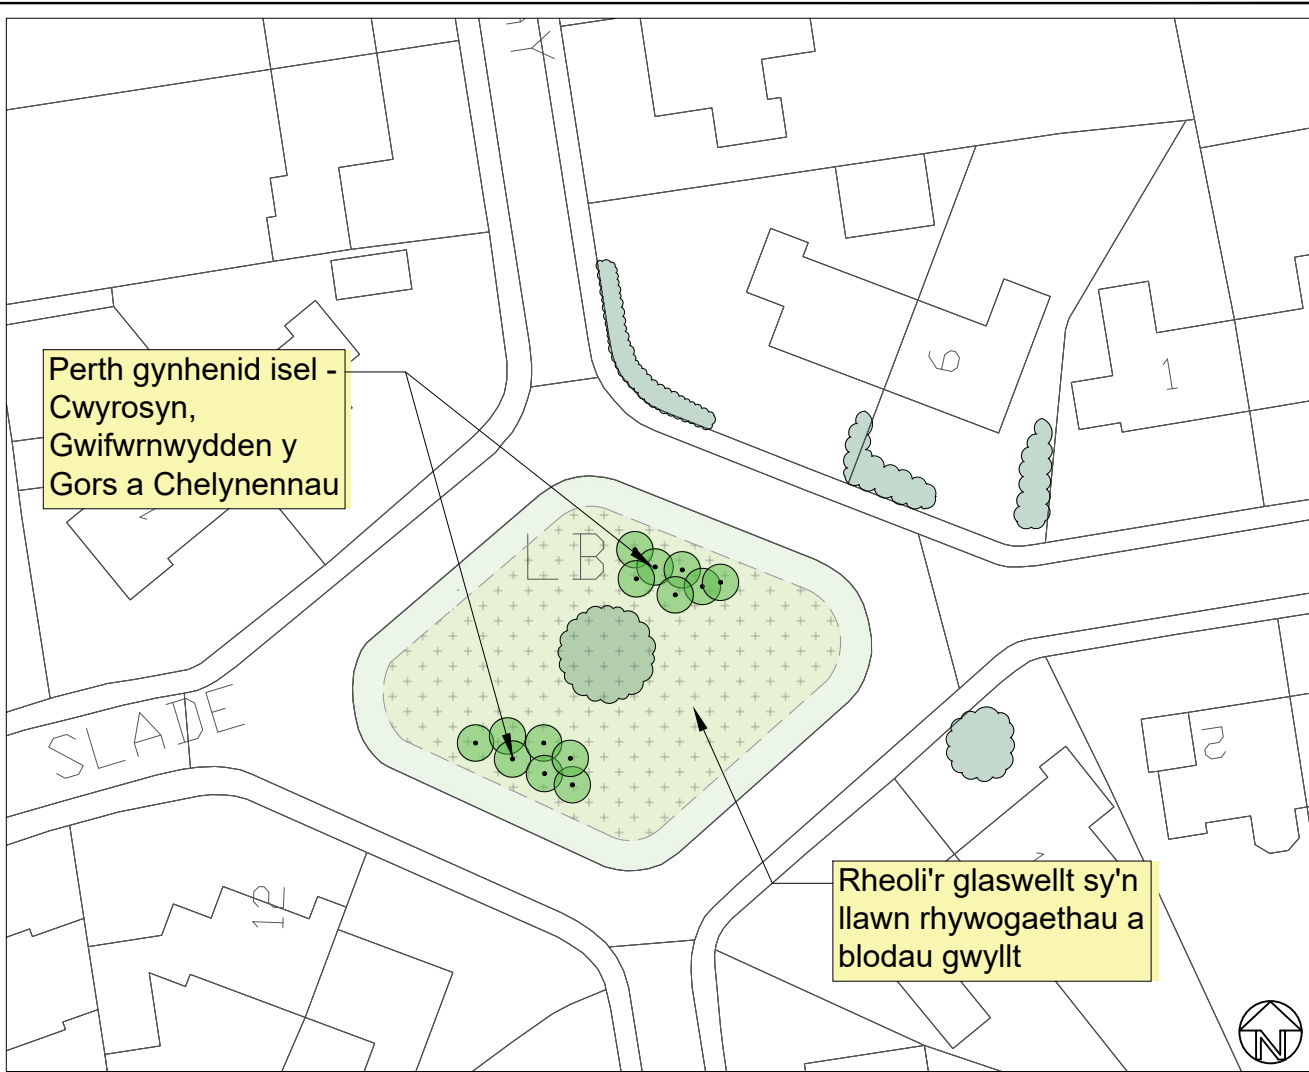 Perth gynhenid isel -
Cwyrosyn,
Gwifwrnwydden y
Gors a Chelynennau
9
1
LB
SLADE
12
Rheoli'r glaswellt sy'n
llawn rhywogaethau a
blodau gwyllt
N